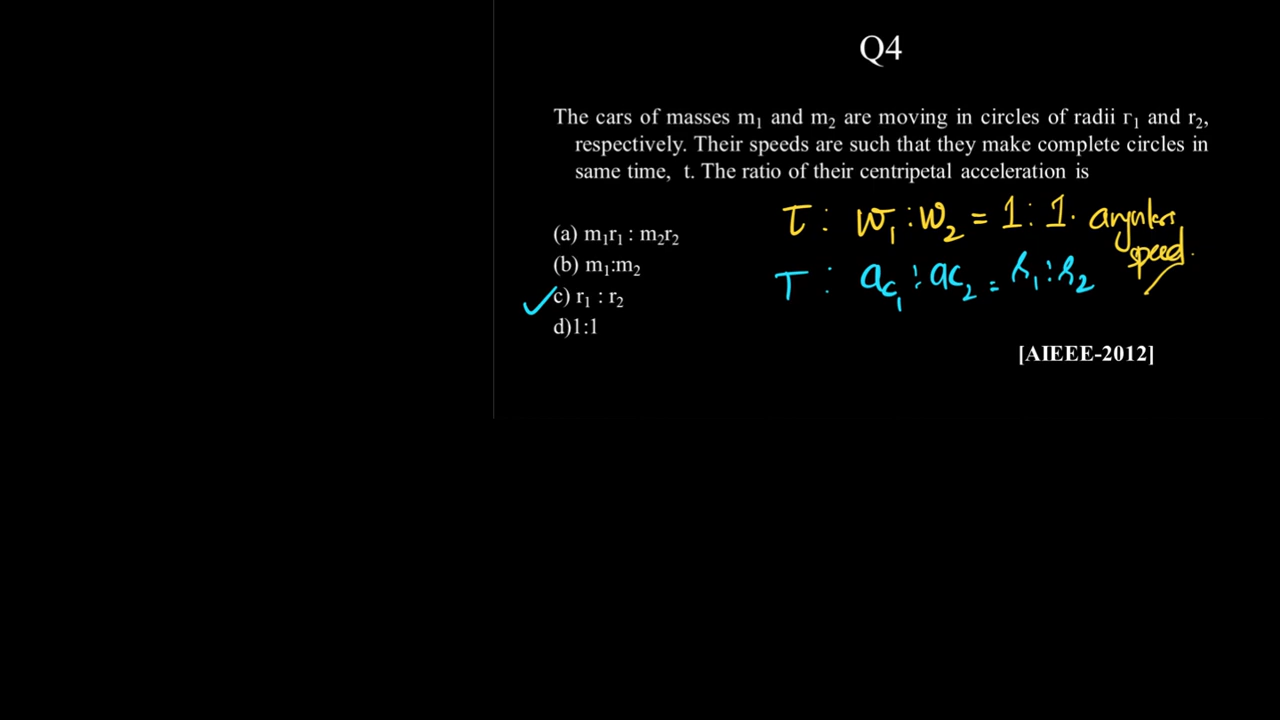 Q4
The cars of masses m₁ and m₂ are moving in circles of radii r₁ and r₂,
respectively. Their speeds are such that they make complete circles in
same time, t. The ratio of their centripetal acceleration is
τ : ω₁ : ω₂ = 1 : 1. angular
speed.
(a) m₁r₁ : m₂r₂
(b) m₁:m₂
T : ac₁ : ac₂ = r₁ : r₂
c) r₁ : r₂
d)1:1
[AIEEE-2012]